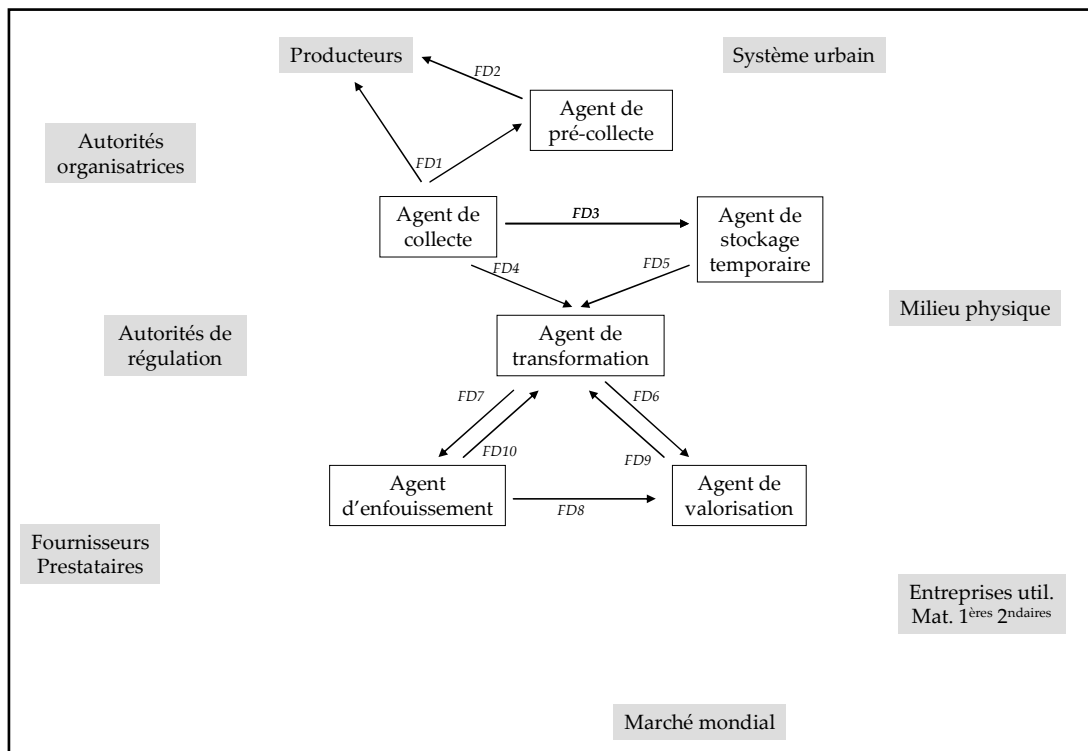 Producteurs
Système urbain
FD2
Agent de
pré-collecte
Autorités
organisatrices
FD1
Agent de
collecte
FD3
Agent de
stockage
temporaire
FD4
FD5
Milieu physique
Autorités de
régulation
Agent de
transformation
FD7
FD6
FD10
FD9
Agent
d’enfouissement
FD8
Agent de
valorisation
Fournisseurs
Prestataires
Entreprises util.
Mat. 1ères 2ndaires
Marché mondial